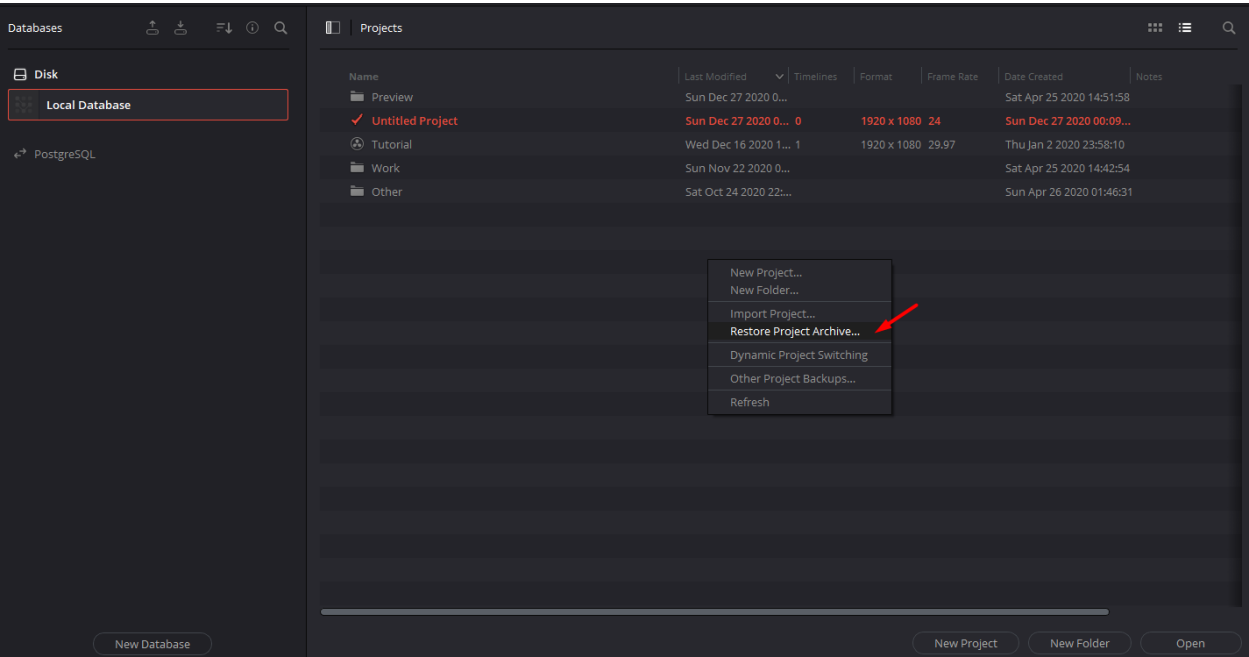 Databases
Projects
Disk
Local Database
PostgreSQL
Name Last Modified Timelines Format Frame Rate Date Created Notes
Preview Sun Dec 27 2020 0... Sat Apr 25 2020 14:51:58
Untitled Project Sun Dec 27 2020 0... 0 1920 x 1080 24 Sun Dec 27 2020 00:09...
Tutorial Wed Dec 16 2020 1... 1 1920 x 1080 29.97 Thu Jan 2 2020 23:58:10
Work Sun Nov 22 2020 0... Sat Apr 25 2020 14:42:54
Other Sat Oct 24 2020 22:... Sun Apr 26 2020 01:46:31
New Project...
New Folder...
Import Project...
Restore Project Archive...
Dynamic Project Switching
Other Project Backups...
Refresh
New Database
New Project
New Folder
Open